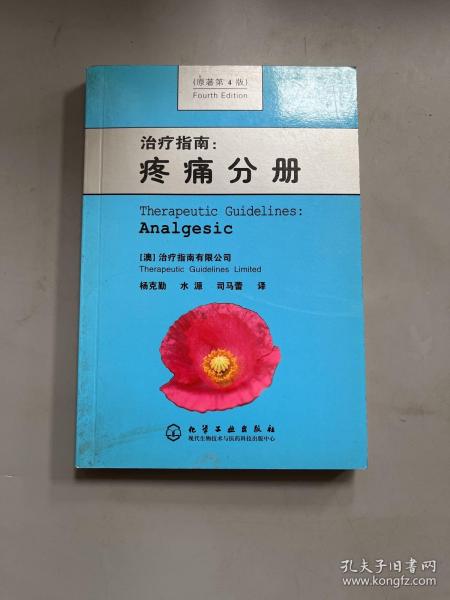 (原著第 4 版)
Fourth Edition
治疗指南:
疼痛分册
Therapeutic Guidelines:
Analgesic
[澳] 治疗指南有限公司
Therapeutic Guidelines Limited
杨克勤 水源 司马蕾 译
化学工业出版社
现代生物技术与医药科技出版中心
孔夫子旧书网
www.kongfz.com